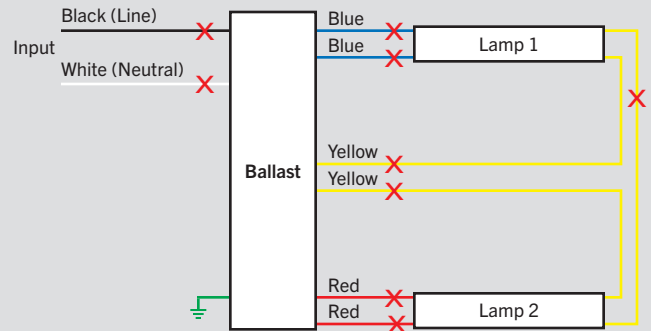 Black (Line)
Input
White (Neutral)
Blue
Blue
Lamp 1
Yellow
Ballast
Yellow
Red
Red
Lamp 2